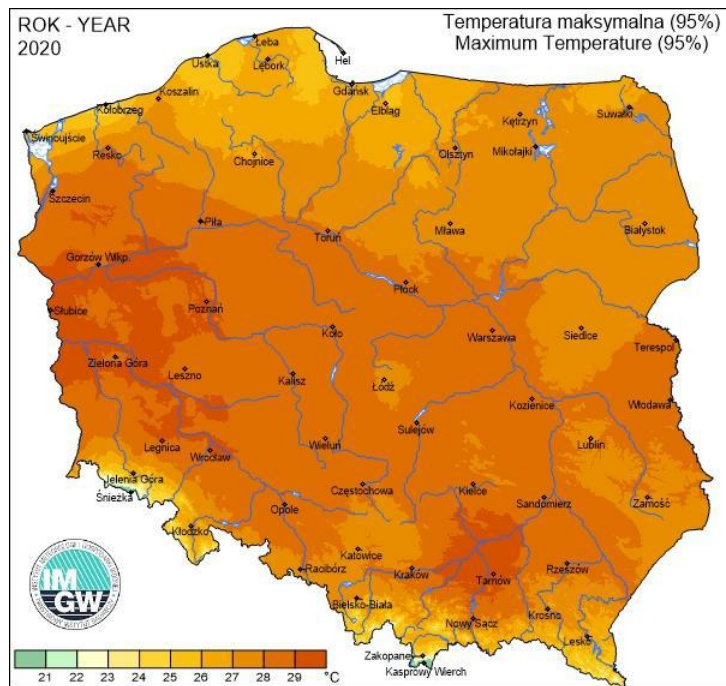 ROK - YEAR
2020
Temperatura maksymalna (95%)
Maximum Temperature (95%)
Łeba
Hel
Ustka
Lębork
Gdańsk
Koszalin
Kołobrzeg
Elbląg
Suwałki
Kętrzyn
Świnoujście
Resko
Chojnice
Olsztyn
Mikołajki
Szczecin
Piła
Toruń
Mława
Białystok
Gorzów Wlkp.
Płock
Słubice
Poznań
Koło
Warszawa
Siedlce
Terespol
Zielona Góra
Leszno
Kalisz
Łódź
Kozienice
Włodawa
Sulejów
Legnica
Wrocław
Wieluń
Lublin
Jelenia Góra
Śnieżka
Częstochowa
Kielce
Sandomierz
Zamość
Opole
Kłodzko
Katowice
Racibórz
Kraków
Tarnów
Rzeszów
Bielsko-Biała
Nowy Sącz
Krosno
Lesko
Zakopane
Kasprowy Wierch
IM
GW
21 22 23 24 25 26 27 28 29 °C